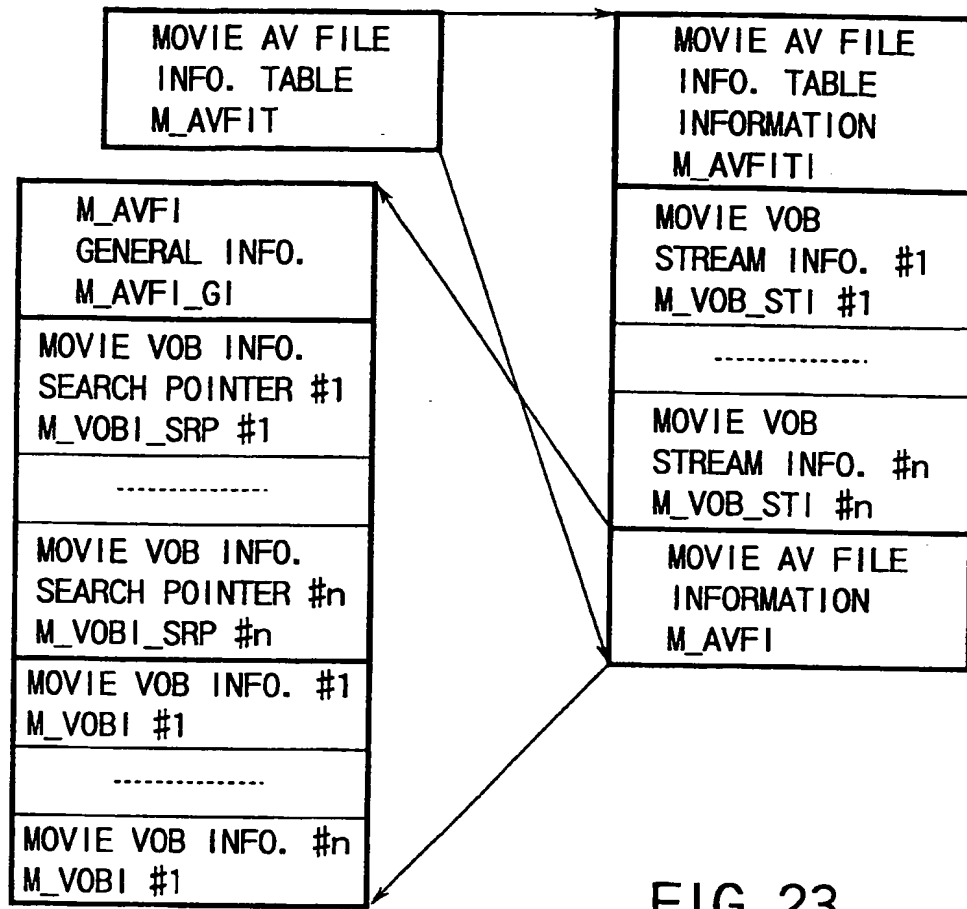 MOVIE AV FILE
INFO. TABLE
M_AVFIT
MOVIE AV FILE
INFO. TABLE
INFORMATION
M_AVFITI
MOVIE VOB
STREAM INFO. #1
M_VOB_STI #1
---------------
MOVIE VOB
STREAM INFO. #n
M_VOB_STI #n
MOVIE AV FILE
INFORMATION
M_AVFI
M_AVFI
GENERAL INFO.
M_AVFI_GI
MOVIE VOB INFO.
SEARCH POINTER #1
M_VOBI_SRP #1
---------------
MOVIE VOB INFO.
SEARCH POINTER #n
M_VOBI_SRP #n
MOVIE VOB INFO. #1
M_VOBI #1
---------------
MOVIE VOB INFO. #n
M_VOBI #1
FIG. 23